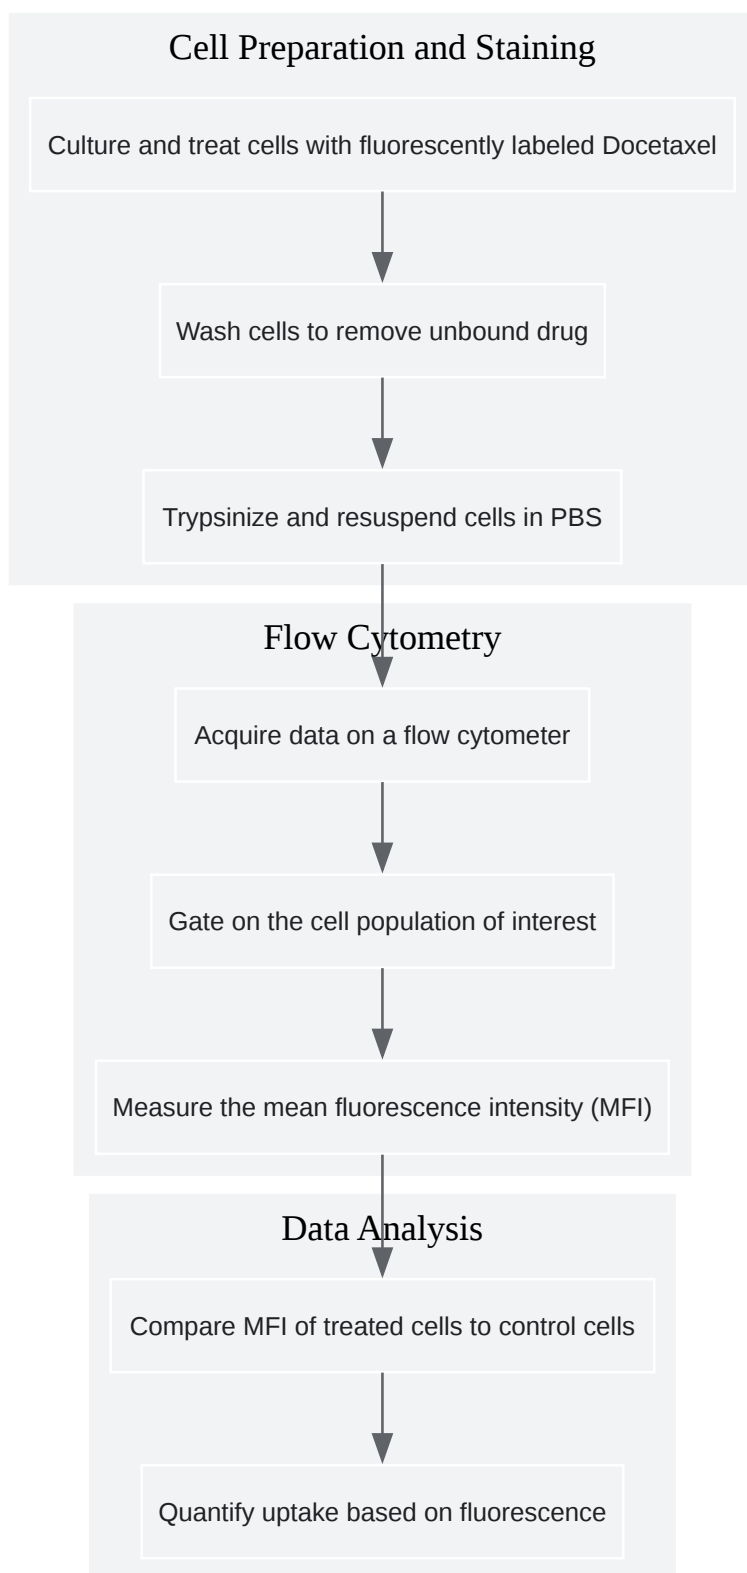 Cell Preparation and Staining
Culture and treat cells with fluorescently labeled Docetaxel
Wash cells to remove unbound drug
Trypsinize and resuspend cells in PBS
Flow Cytometry
Acquire data on a flow cytometer
Gate on the cell population of interest
Measure the mean fluorescence intensity (MFI)
Data Analysis
Compare MFI of treated cells to control cells
Quantify uptake based on fluorescence